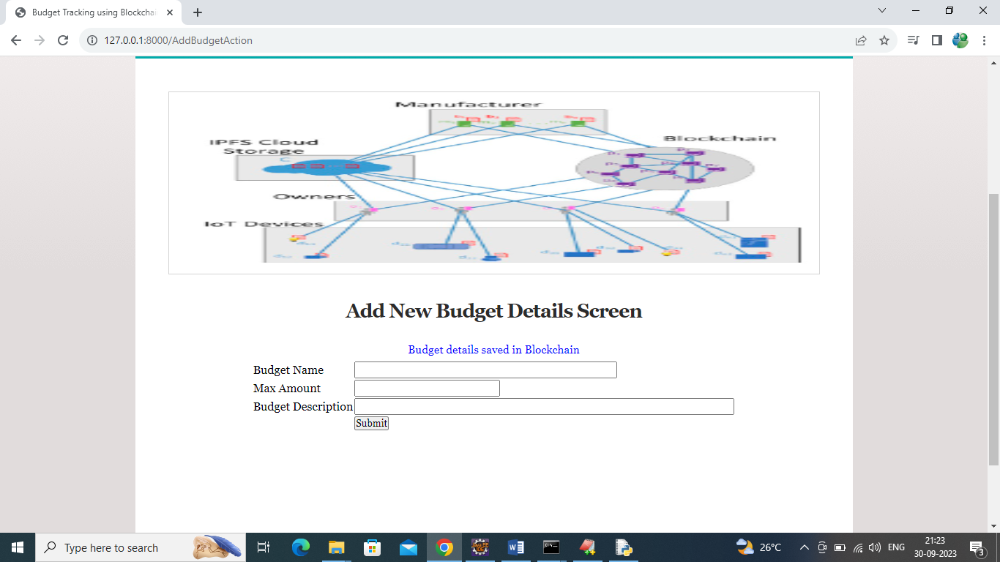 Budget Tracking using Blockchai
127.0.0.1:8000/AddBudgetAction
Manufacturer
IPFS Cloud
Storage
Blockchain
C
Owners
IoT Devices
Add New Budget Details Screen
Budget details saved in Blockchain
Budget Name
Max Amount
Budget Description
Submit
Type here to search
26°C
ENG
21:23
30-09-2023
3